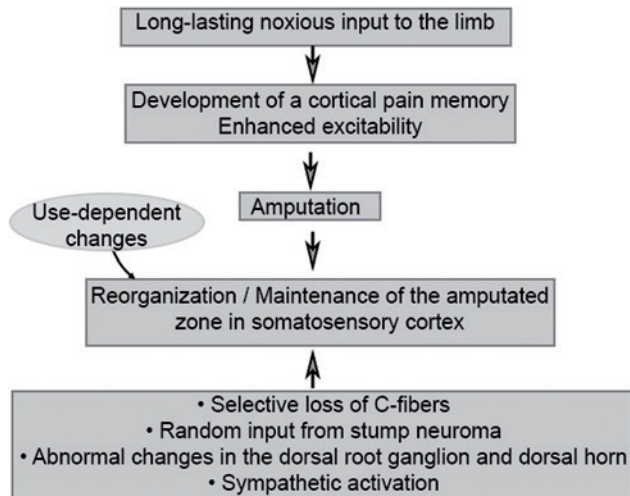 Long-lasting noxious input to the limb
Development of a cortical pain memory
Enhanced excitability
Amputation
Use-dependent
changes
Reorganization / Maintenance of the amputated
zone in somatosensory cortex
• Selective loss of C-fibers
• Random input from stump neuroma
• Abnormal changes in the dorsal root ganglion and dorsal horn
• Sympathetic activation